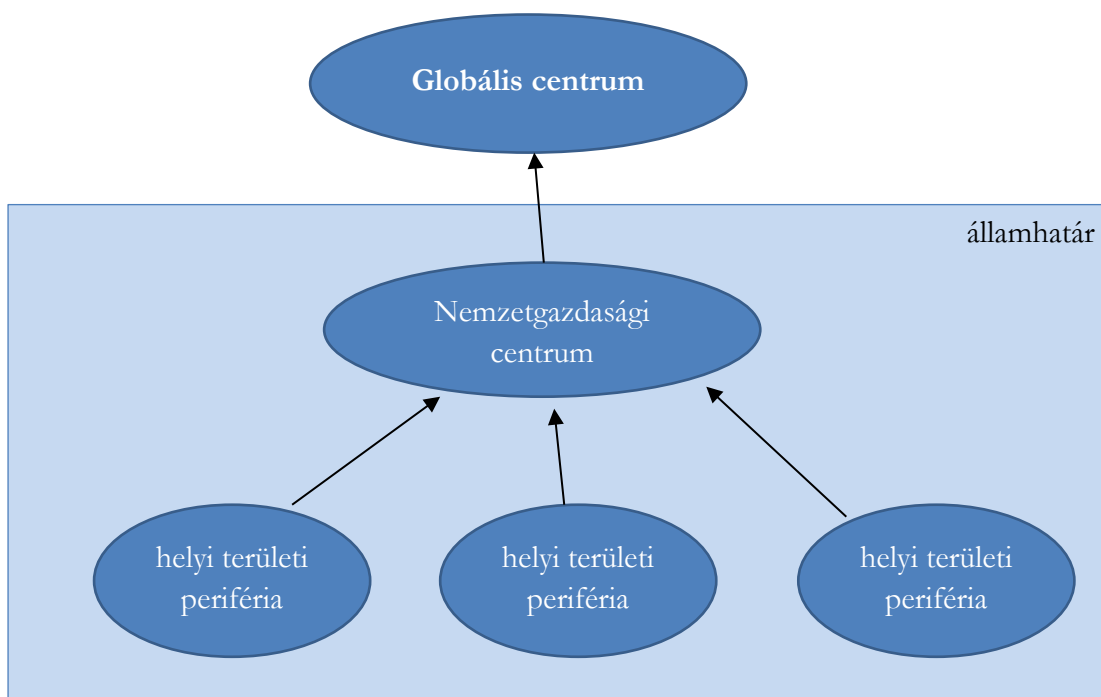 Globális centrum
államhatár
Nemzetgazdasági
centrum
helyi területi
periféria
helyi területi
periféria
helyi területi
periféria